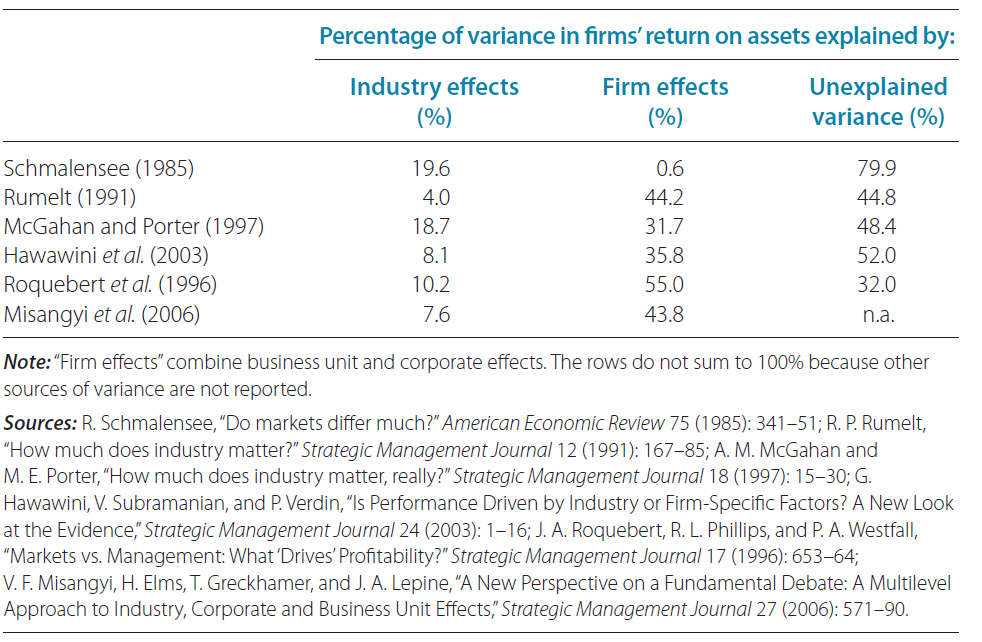 Percentage of variance in firms' return on assets explained by:
Industry effects (%) Firm effects (%) Unexplained variance (%)
Schmalensee (1985) 19.6 0.6 79.9
Rumelt (1991) 4.0 44.2 44.8
McGahan and Porter (1997) 18.7 31.7 48.4
Hawawini et al. (2003) 8.1 35.8 52.0
Roquebert et al. (1996) 10.2 55.0 32.0
Misangyi et al. (2006) 7.6 43.8 n.a.
Note: “Firm effects” combine business unit and corporate effects. The rows do not sum to 100% because other
sources of variance are not reported.
Sources: R. Schmalensee, “Do markets differ much?” American Economic Review 75 (1985): 341–51; R. P. Rumelt,
“How much does industry matter?” Strategic Management Journal 12 (1991): 167–85; A. M. McGahan and
M. E. Porter, “How much does industry matter, really?” Strategic Management Journal 18 (1997): 15–30; G.
Hawawini, V. Subramanian, and P. Verdin, “Is Performance Driven by Industry or Firm-Specific Factors? A New Look
at the Evidence,” Strategic Management Journal 24 (2003): 1–16; J. A. Roquebert, R. L. Phillips, and P. A. Westfall,
“Markets vs. Management: What ‘Drives’ Profitability?” Strategic Management Journal 17 (1996): 653–64;
V. F. Misangyi, H. Elms, T. Greckhamer, and J. A. Lepine, “A New Perspective on a Fundamental Debate: A Multilevel
Approach to Industry, Corporate and Business Unit Effects,” Strategic Management Journal 27 (2006): 571–90.